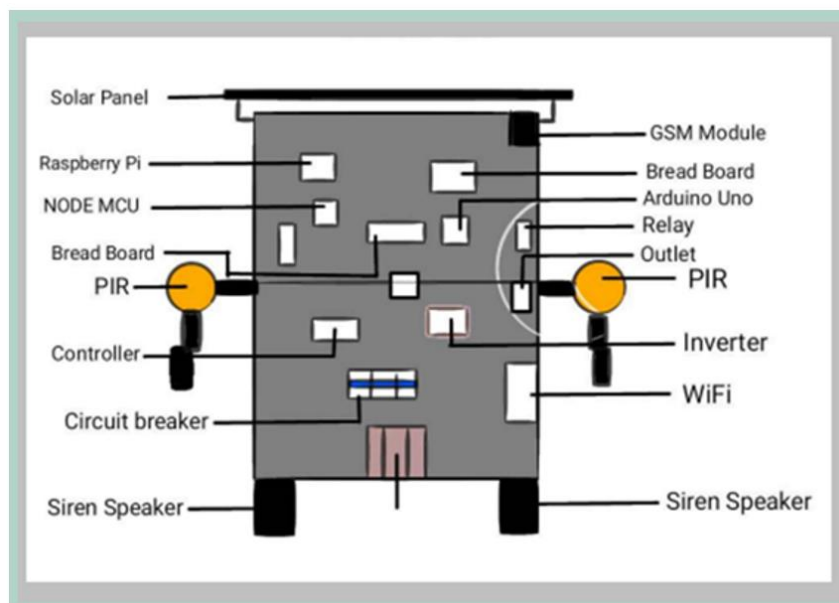 Solar Panel
GSM Module
Raspberry Pi
Bread Board
NODE MCU
Arduino Uno
Relay
Bread Board
Outlet
PIR
PIR
Controller
Inverter
WiFi
Circuit breaker
Siren Speaker
Siren Speaker